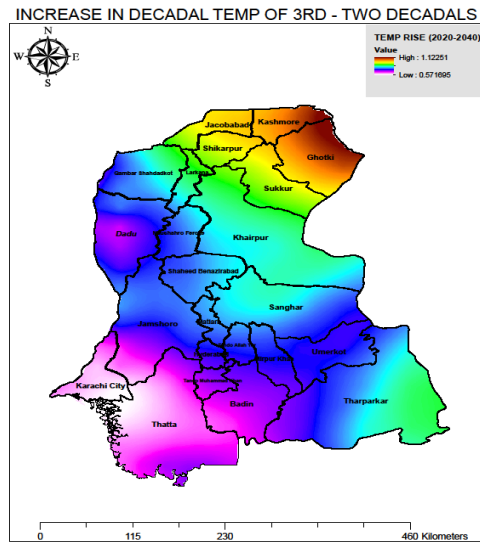 INCREASE IN DECADAL TEMP OF 3RD - TWO DECADALS
N
W E
S
TEMP RISE (2020-2040)
Value
High : 1.12251
Low : 0.571695
Jacobabad
Kashmore
Shikarpur
Ghotki
Larkana
Sukkur
Dadu
Khairpur
Shaheed Benazirabad
Sanghar
Jamshoro
Umerkot
Karachi City
Badin
Tharparkar
Thatta
0 115 230 460 Kilometers